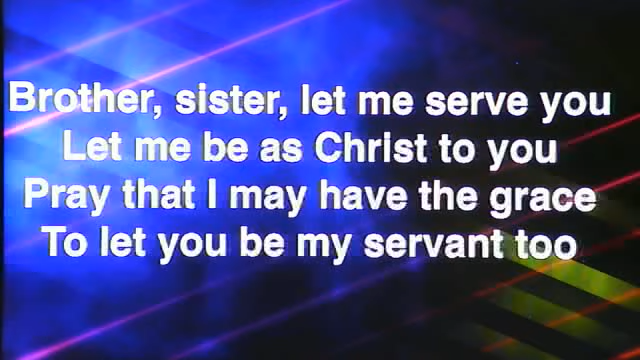 Brother, sister, let me serve you
Let me be as Christ to you
Pray that I may have the grace
To let you be my servant too